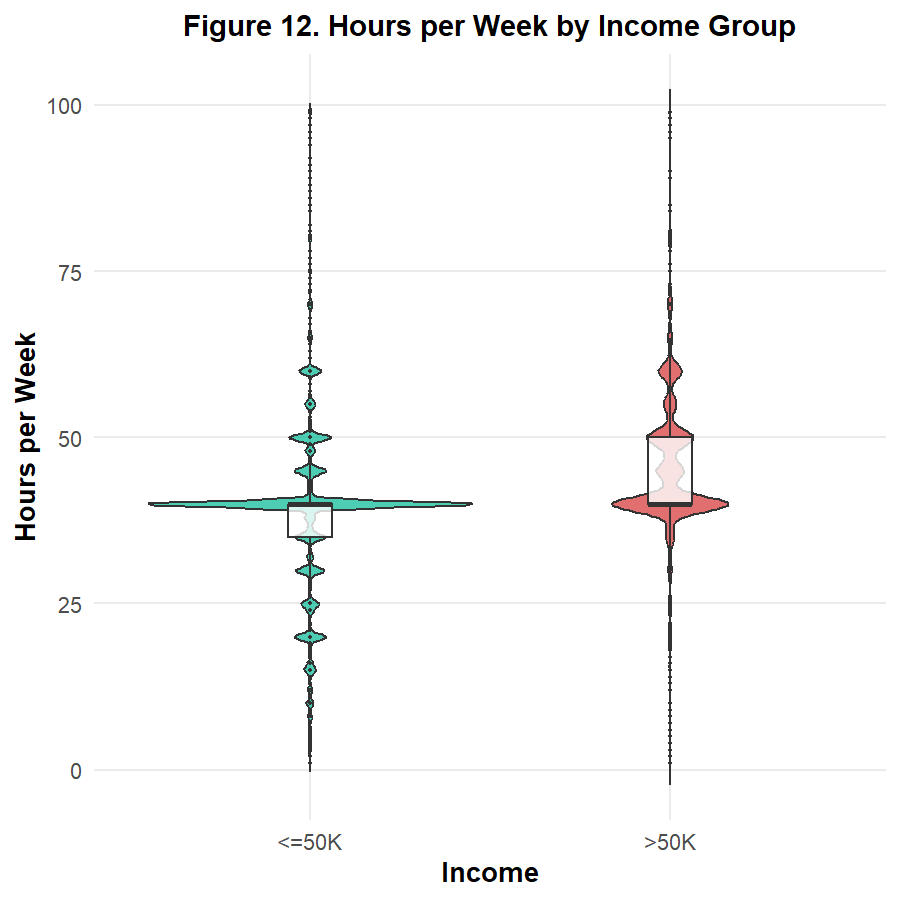 Figure 12. Hours per Week by Income Group
Hours per Week
100
75
50
25
0
<=50K
>50K
Income